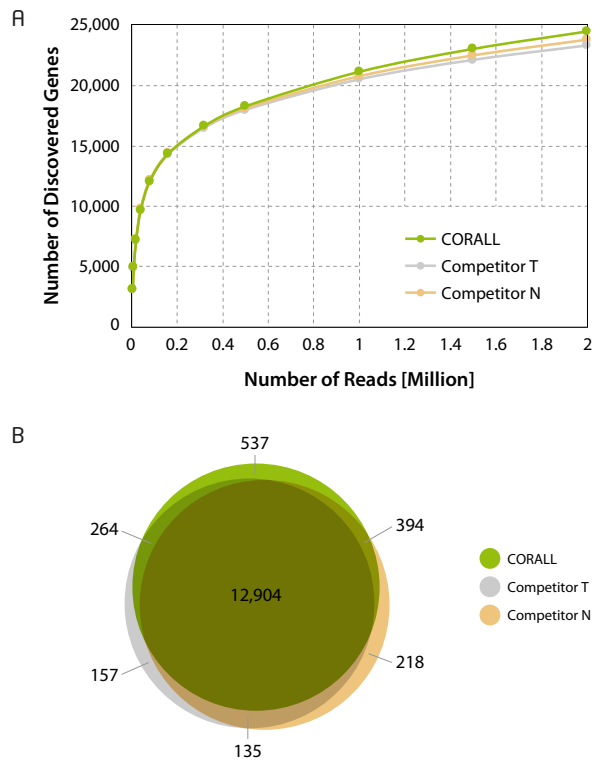 A
Number of Discovered Genes
25,000
20,000
15,000
10,000
5,000
0
0 0.2 0.4 0.6 0.8 1 1.2 1.4 1.6 1.8 2
Number of Reads [Million]
CORALL
Competitor T
Competitor N
B
537
264
394
12,904
157
218
135
CORALL
Competitor T
Competitor N